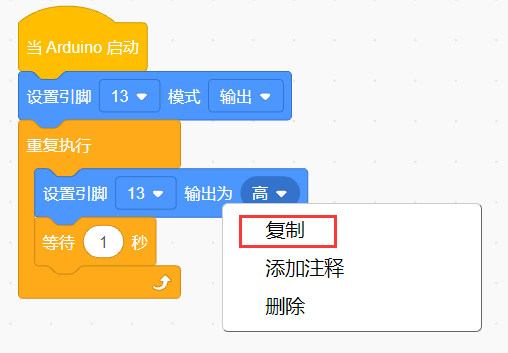 当 Arduino 启动
设置引脚 13 模式 输出
重复执行
设置引脚 13 输出为 高
等待 1 秒
复制
添加注释
删除